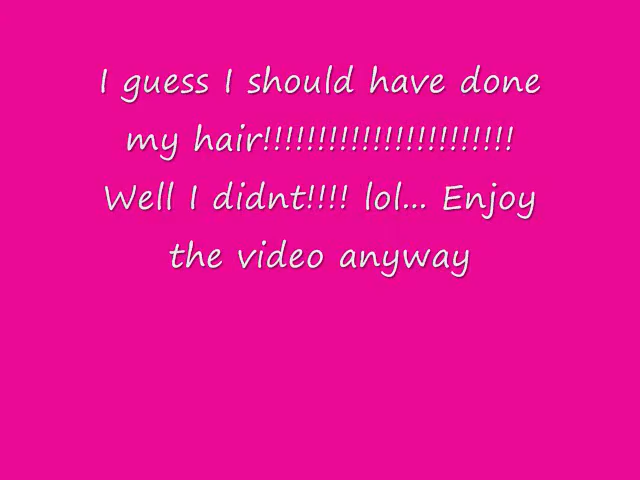 I guess I should have done
my hair!!!!!!!!!!!!!!!!!!!!!!!
Well I didnt!!!! lol... Enjoy
the video anyway